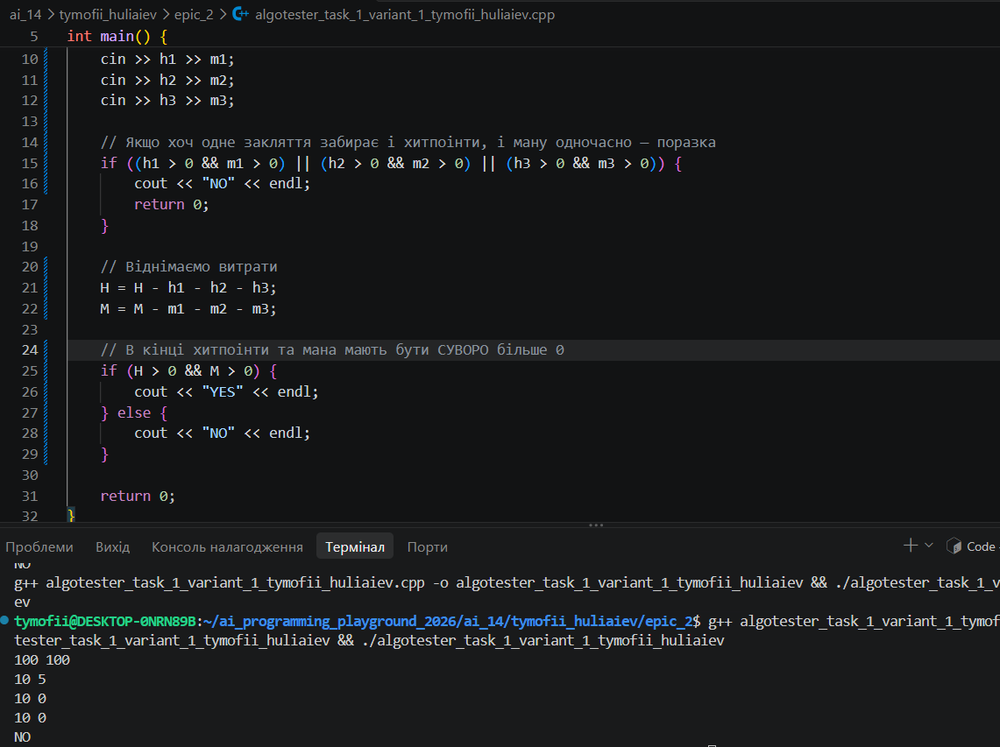 ai_14 > tymofii_huliaiev > epic_2 > algotester_task_1_variant_1_tymofii_huliaiev.cpp
5 int main() {
10 cin >> h1 >> m1;
11 cin >> h2 >> m2;
12 cin >> h3 >> m3;
13
14 // Якщо хоч одне закляття забирає і хитпоінти, і ману одночасно — поразка
15 if ((h1 > 0 && m1 > 0) || (h2 > 0 && m2 > 0) || (h3 > 0 && m3 > 0)) {
16 cout << "NO" << endl;
17 return 0;
18 }
19
20 // Віднімаємо витрати
21 H = H - h1 - h2 - h3;
22 M = M - m1 - m2 - m3;
23
24 // В кінці хитпоінти та мана мають бути СУВОРО більше 0
25 if (H > 0 && M > 0) {
26 cout << "YES" << endl;
27 } else {
28 cout << "NO" << endl;
29 }
30
31 return 0;
32 }
Проблеми Вихід Консоль налагодження Термінал Порти Code
NO
g++ algotester_task_1_variant_1_tymofii_huliaiev.cpp -o algotester_task_1_variant_1_tymofii_huliaiev && ./algotester_task_1_v
ev
tymofii@DESKTOP-0NRN89B:~/ai_programming_playground_2026/ai_14/tymofii_huliaiev/epic_2$ g++ algotester_task_1_variant_1_tymof
tester_task_1_variant_1_tymofii_huliaiev && ./algotester_task_1_variant_1_tymofii_huliaiev
100 100
10 5
10 0
10 0
NO